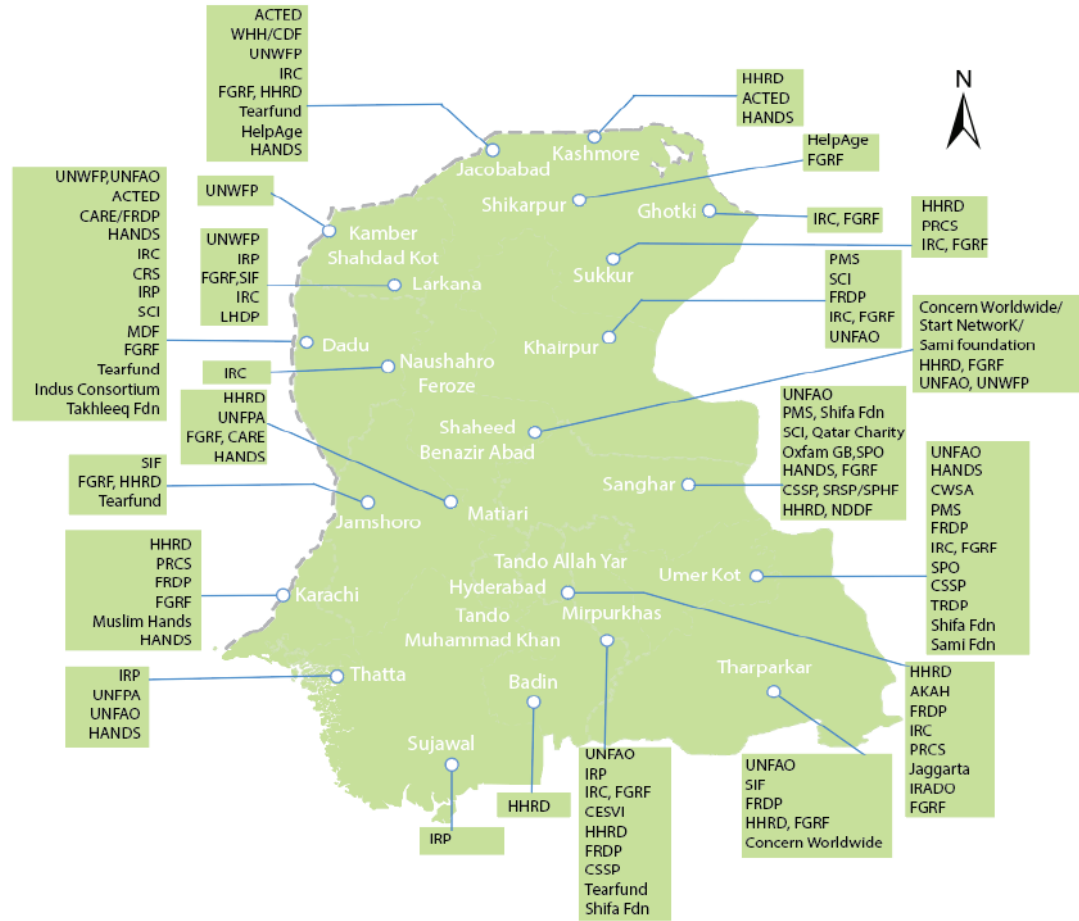 ACTED
WHH/CDF
UNWFP
IRC
FGRF, HHRD
Tearfund
HelpAge
HANDS
HHRD
ACTED
HANDS
N
HelpAge
FGRF
UNWFP,UNFAO
ACTED
CARE/FRDP
HANDS
IRC
CRS
IRP
SCI
MDF
FGRF
Tearfund
Indus Consortium
Takhleeq Fdn
UNWFP
UNWFP
IRP
FGRF,SIF
IRC
LHDP
IRC
HHRD
UNFPA
FGRF, CARE
HANDS
SIF
FGRF, HHRD
Tearfund
HHRD
PRCS
FRDP
FGRF
Muslim Hands
HANDS
IRP
UNFPA
UNFAO
HANDS
Jacobabad
Kashmore
Shikarpur
Ghotki
Kamber
Shahdad Kot
Larkana
Sukkur
Dadu
Naushahro
Feroze
Khairpur
Shaheed
Benazir Abad
Sanghar
Jamshoro
Matiari
Tando Allah Yar
Hyderabad
Umer Kot
Karachi
Tando
Muhammad Khan
Mirpurkhas
Thatta
Badin
Tharparkar
Sujawal
IRC, FGRF
HHRD
PRCS
IRC, FGRF
PMS
SCI
FRDP
IRC, FGRF
UNFAO
Concern Worldwide/
Start NetworK/
Sami foundation
HHRD, FGRF
UNFAO, UNWFP
UNFAO
PMS, Shifa Fdn
SCI, Qatar Charity
Oxfam GB,SPO
HANDS, FGRF
CSSP, SRSP/SPHF
HHRD, NDDF
UNFAO
HANDS
CWSA
PMS
FRDP
IRC, FGRF
SPO
CSSP
TRDP
Shifa Fdn
Sami Fdn
HHRD
AKAH
FRDP
IRC
PRCS
Jaggarta
IRADO
FGRF
UNFAO
SIF
FRDP
HHRD, FGRF
Concern Worldwide
UNFAO
IRP
IRC, FGRF
CESVI
HHRD
FRDP
CSSP
Tearfund
Shifa Fdn
HHRD
IRP